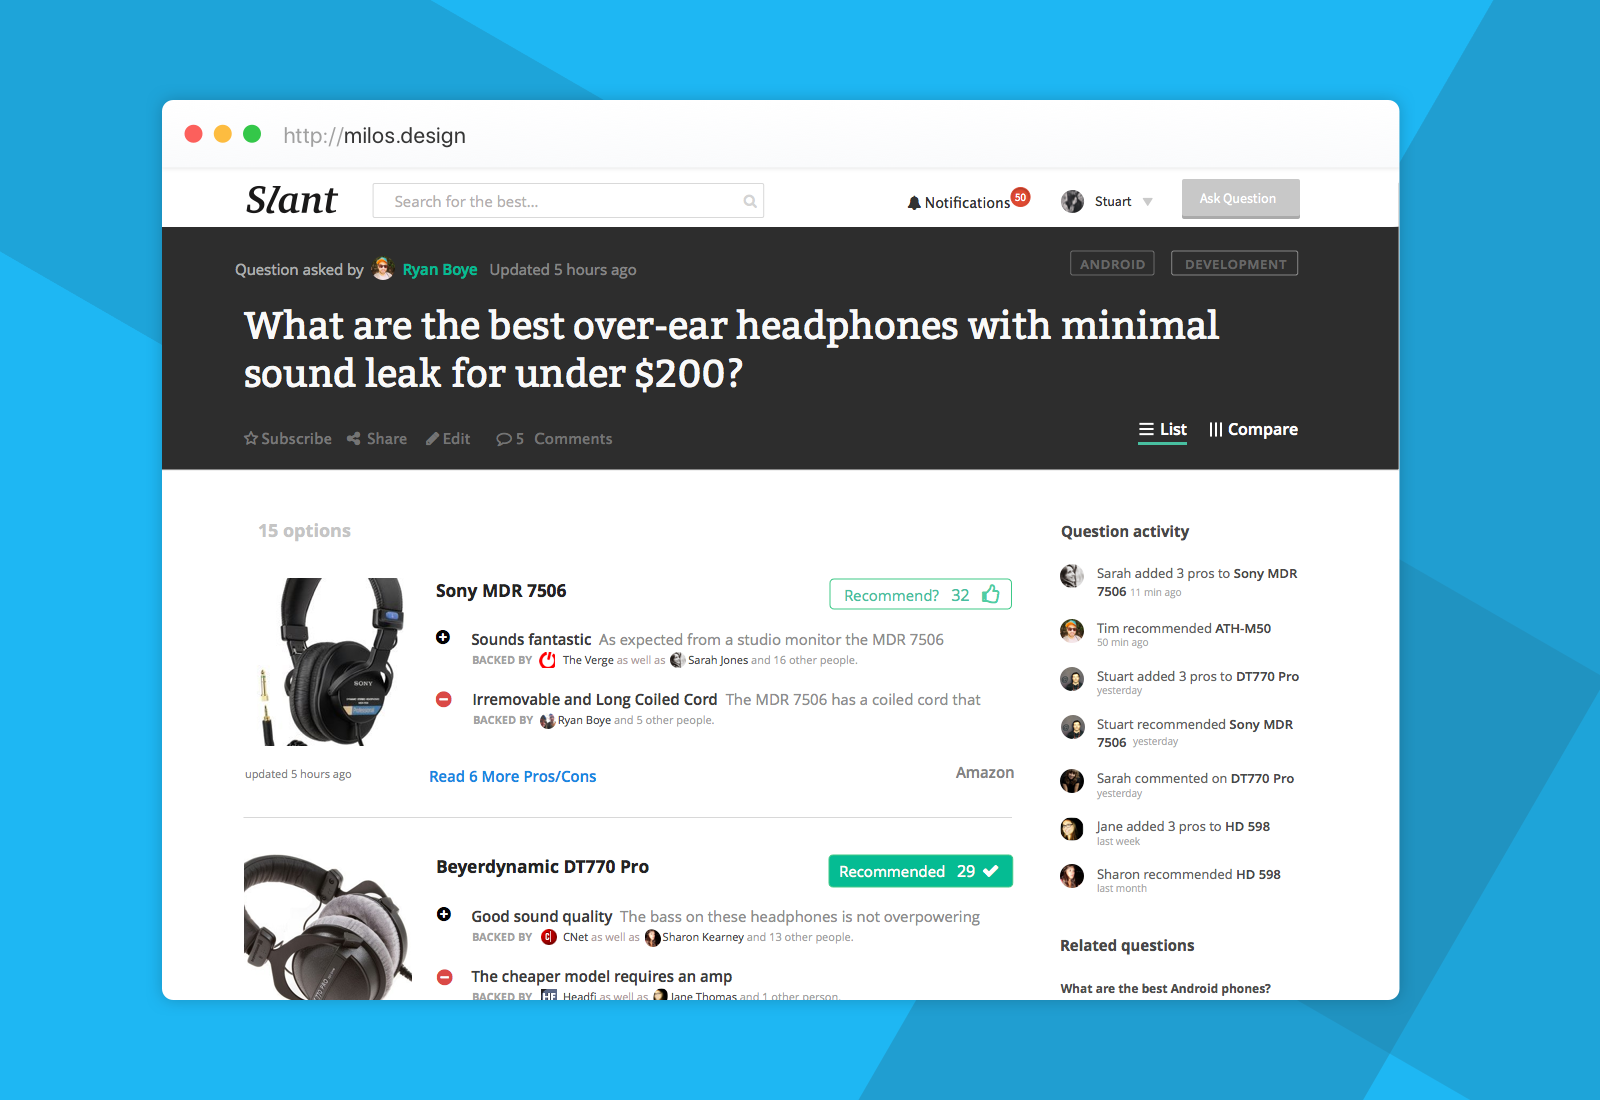 http://milos.design
Slant
Search for the best...
Notifications 50
Stuart
Ask Question
Question asked by Ryan Boye Updated 5 hours ago
ANDROID
DEVELOPMENT
What are the best over-ear headphones with minimal
sound leak for under $200?
Subscribe Share Edit 5 Comments
List Compare
15 options
Sony MDR 7506
Recommend? 32
Sounds fantastic As expected from a studio monitor the MDR 7506
BACKED BY The Verge as well as Sarah Jones and 16 other people.
Irremovable and Long Coiled Cord The MDR 7506 has a coiled cord that
BACKED BY Ryan Boye and 5 other people.
SONY
updated 5 hours ago
Read 6 More Pros/Cons
Amazon
Beyerdynamic DT770 Pro
Recommended 29
Good sound quality The bass on these headphones is not overpowering
BACKED BY CNet as well as Sharon Kearney and 13 other people.
The cheaper model requires an amp
BACKED BY HF Headfi as well as Jane Thomas and 1 other person.
Question activity
Sarah added 3 pros to Sony MDR
7506 11 min ago
Tim recommended ATH-M50
50 min ago
Stuart added 3 pros to DT770 Pro
yesterday
Stuart recommended Sony MDR
7506 yesterday
Sarah commented on DT770 Pro
yesterday
Jane added 3 pros to HD 598
last week
Sharon recommended HD 598
last month
Related questions
What are the best Android phones?